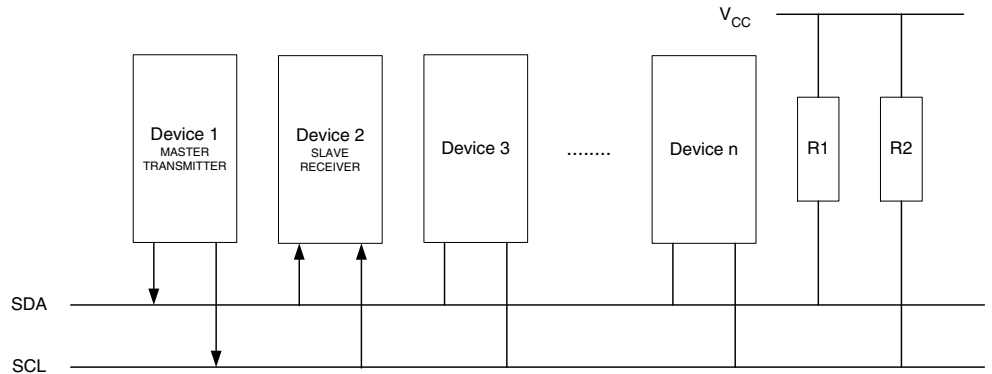 VCC
Device 1
MASTER
TRANSMITTER
Device 2
SLAVE
RECEIVER
Device 3
........
Device n
R1
R2
SDA
SCL